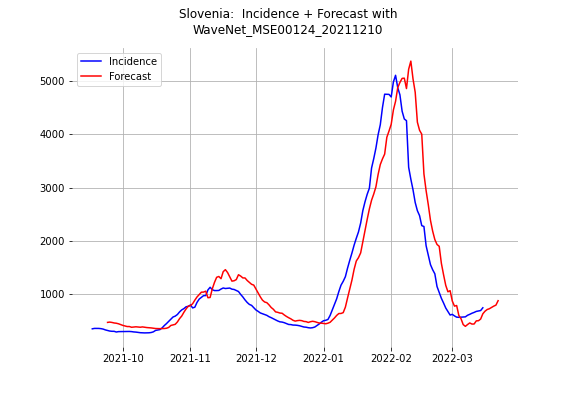 Slovenia:  Incidence + Forecast with
WaveNet_MSE00124_20211210
Incidence
Forecast
5000
4000
3000
2000
1000
2021-10
2021-11
2021-12
2022-01
2022-02
2022-03